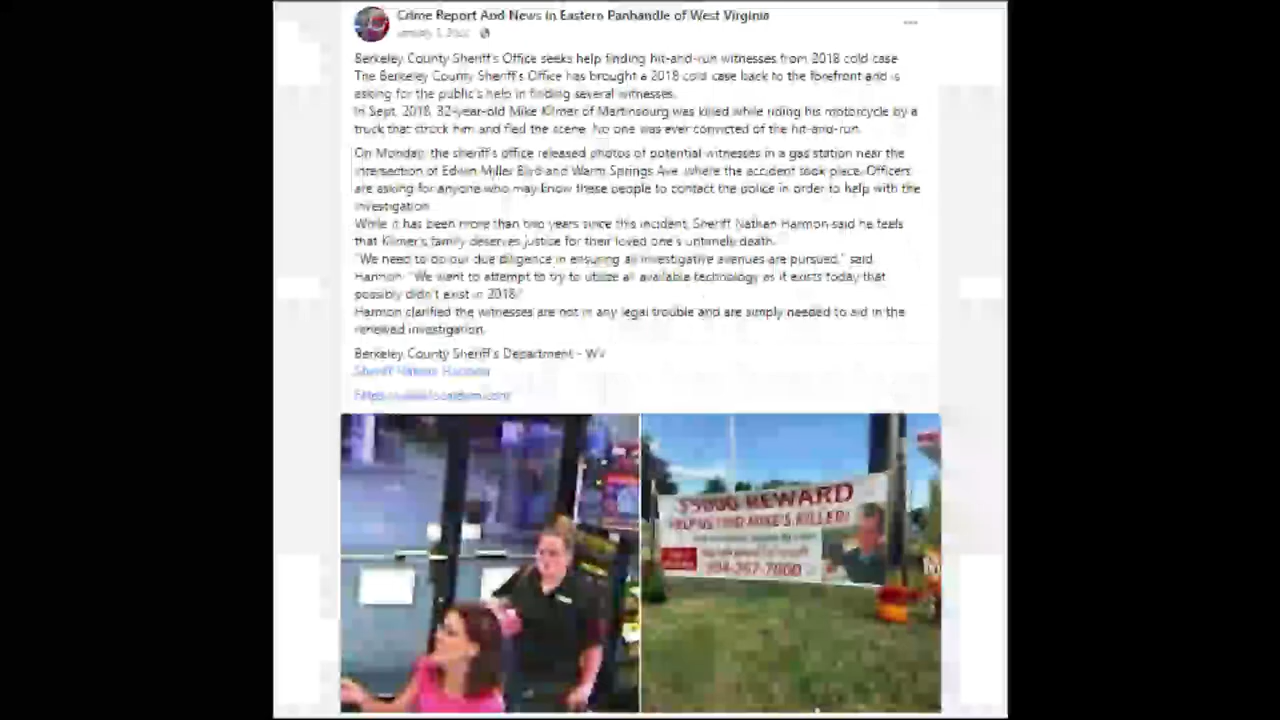 Crime Report And News in Eastern Panhandle of West Virginia
January
Berkeley County Sheriff's Office seeks help finding hit-and-run witnesses from 2018 cold case
The Berkeley County Sheriff's Office has brought a 2018 cold case back to the forefront and is
asking for the public's help in finding several witnesses.
In Sept. 2018, 32-year-old Mike Kilmer of Martinsburg was killed while riding his motorcycle by a
truck that struck him and fled the scene. No one was ever convicted of the hit-and-run.
On Monday, the sheriff's office released photos of potential witnesses in a gas station near the
intersection of Edwin Miller Blvd and Warm Springs Ave. where the accident took place. Officers
are asking for anyone who may know these people to contact the police in order to help with the
investigation.
While it has been more than two years since this incident, Sheriff Nathan Harmon said he feels
that Kilmer's family deserves justice for their loved one's untimely death.
"We need to do our due diligence in ensuring all investigative avenues are pursued," said
Harmon. "We want to attempt to try to utilize all available technology as it exists today that
possibly didn't exist in 2018."
Harmon clarified the witnesses are not in any legal trouble and are simply needed to aid in the
renewed investigation.
Berkeley County Sheriff's Department - WV
Sheriff Nathan Harmon
$5000 REWARD
HELP US FIND MIKE'S KILLER!
304-267-7000